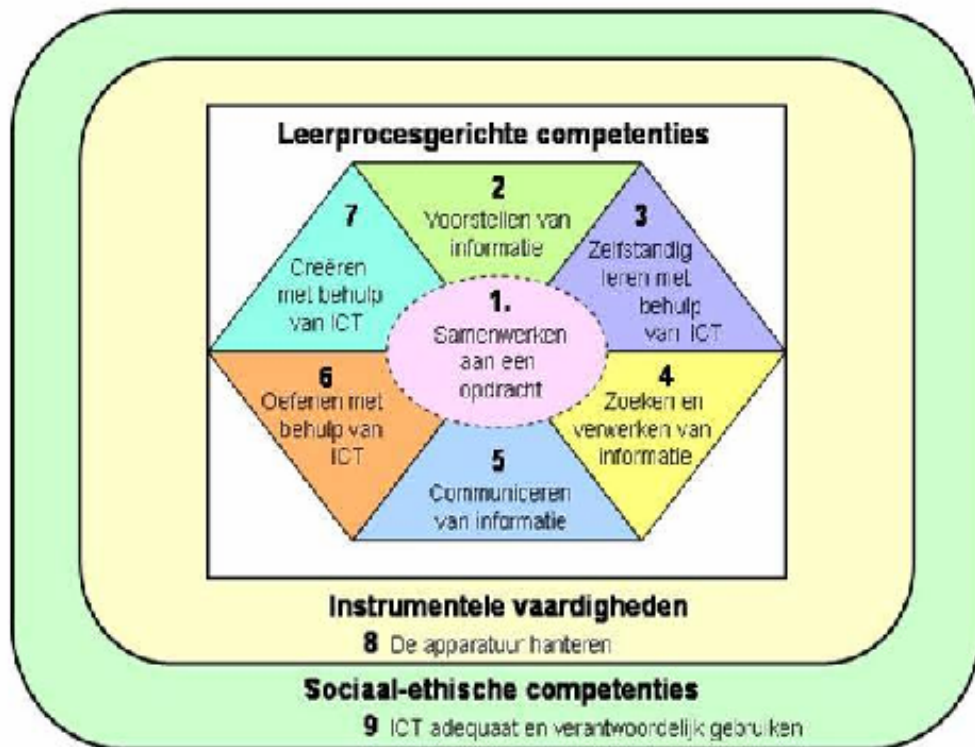 Leerprocesgerichte competenties
2
Voorstellen van
informatie
3
Zelfstandig
leren met
behulp
van ICT
7
Creëren
met behulp
van ICT
1.
Samenwerken
aan een
opdracht
6
Oefenen met
behulp van
ICT
4
Zoeken en
verwerken van
informatie
5
Communiceren
van informatie
Instrumentele vaardigheden
8 De apparatuur hanteren
Sociaal-ethische competenties
9 ICT adequaat en verantwoordelijk gebruiken